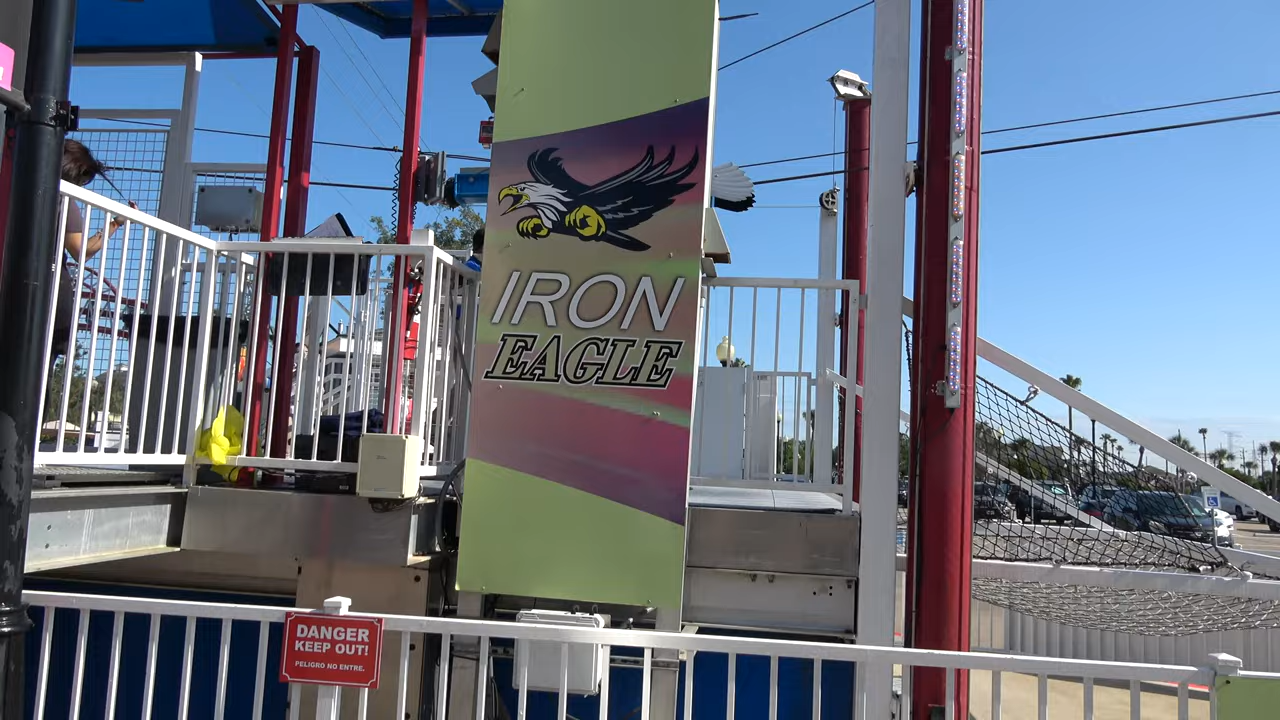 IRON
EAGLE
DANGER
KEEP OUT!
PELIGRO NO ENTRE.